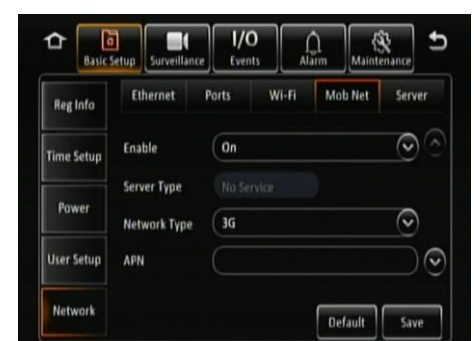 Basic Setup Surveillance I/O Events Alarm Maintenance
Reg Info
Time Setup
Power
User Setup
Network
Ethernet Ports Wi-Fi Mob Net Server
Enable On
Server Type No Service
Network Type 3G
APN
Default Save